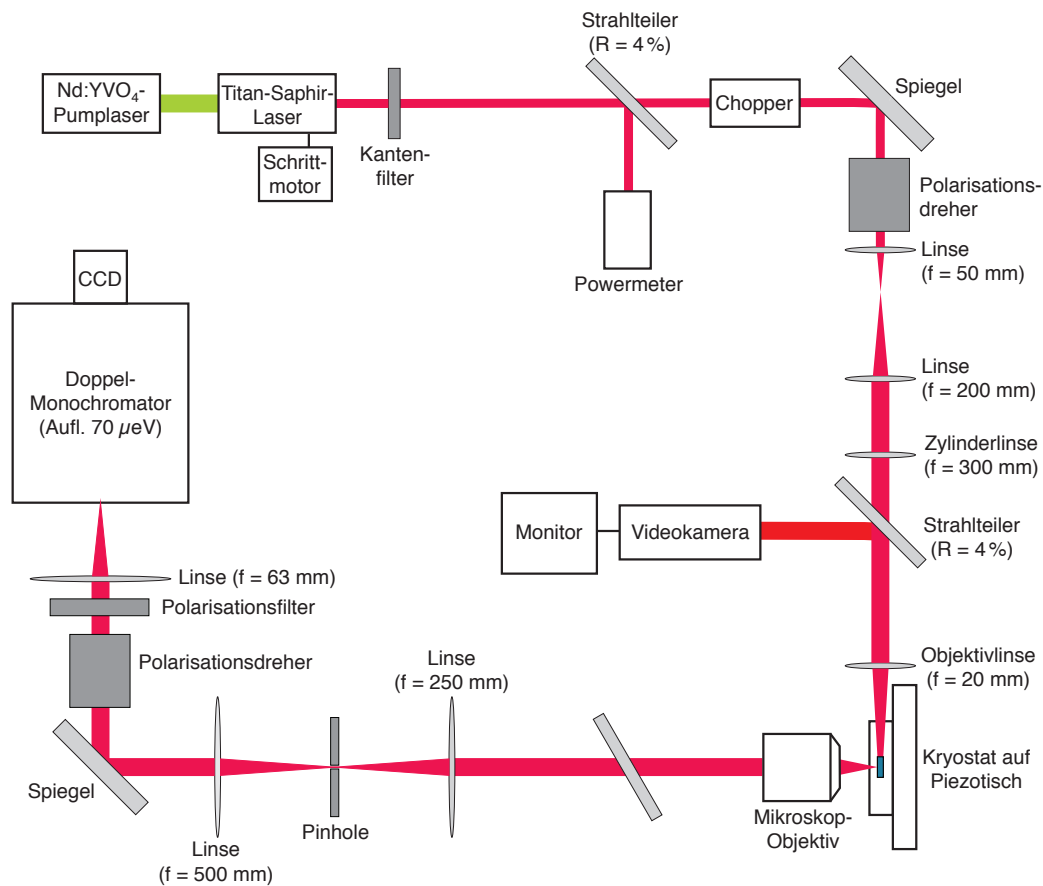 Strahlteiler
(R = 4 %)
Nd:YVO₄-
Pumplaser
Titan-Saphir-
Laser
Schritt-
motor
Kanten-
filter
Chopper
Spiegel
Powermeter
Polarisations-
dreher
Linse
(f = 50 mm)
CCD
Doppel-
Monochromator
(Aufl. 70 µeV)
Linse
(f = 200 mm)
Zylinderlinse
(f = 300 mm)
Monitor
Videokamera
Strahlteiler
(R = 4 %)
Linse (f = 63 mm)
Polarisationsfilter
Polarisationsdreher
Linse
(f = 250 mm)
Objektivlinse
(f = 20 mm)
Kryostat auf
Piezotisch
Spiegel
Linse
(f = 500 mm)
Pinhole
Mikroskop-
Objektiv